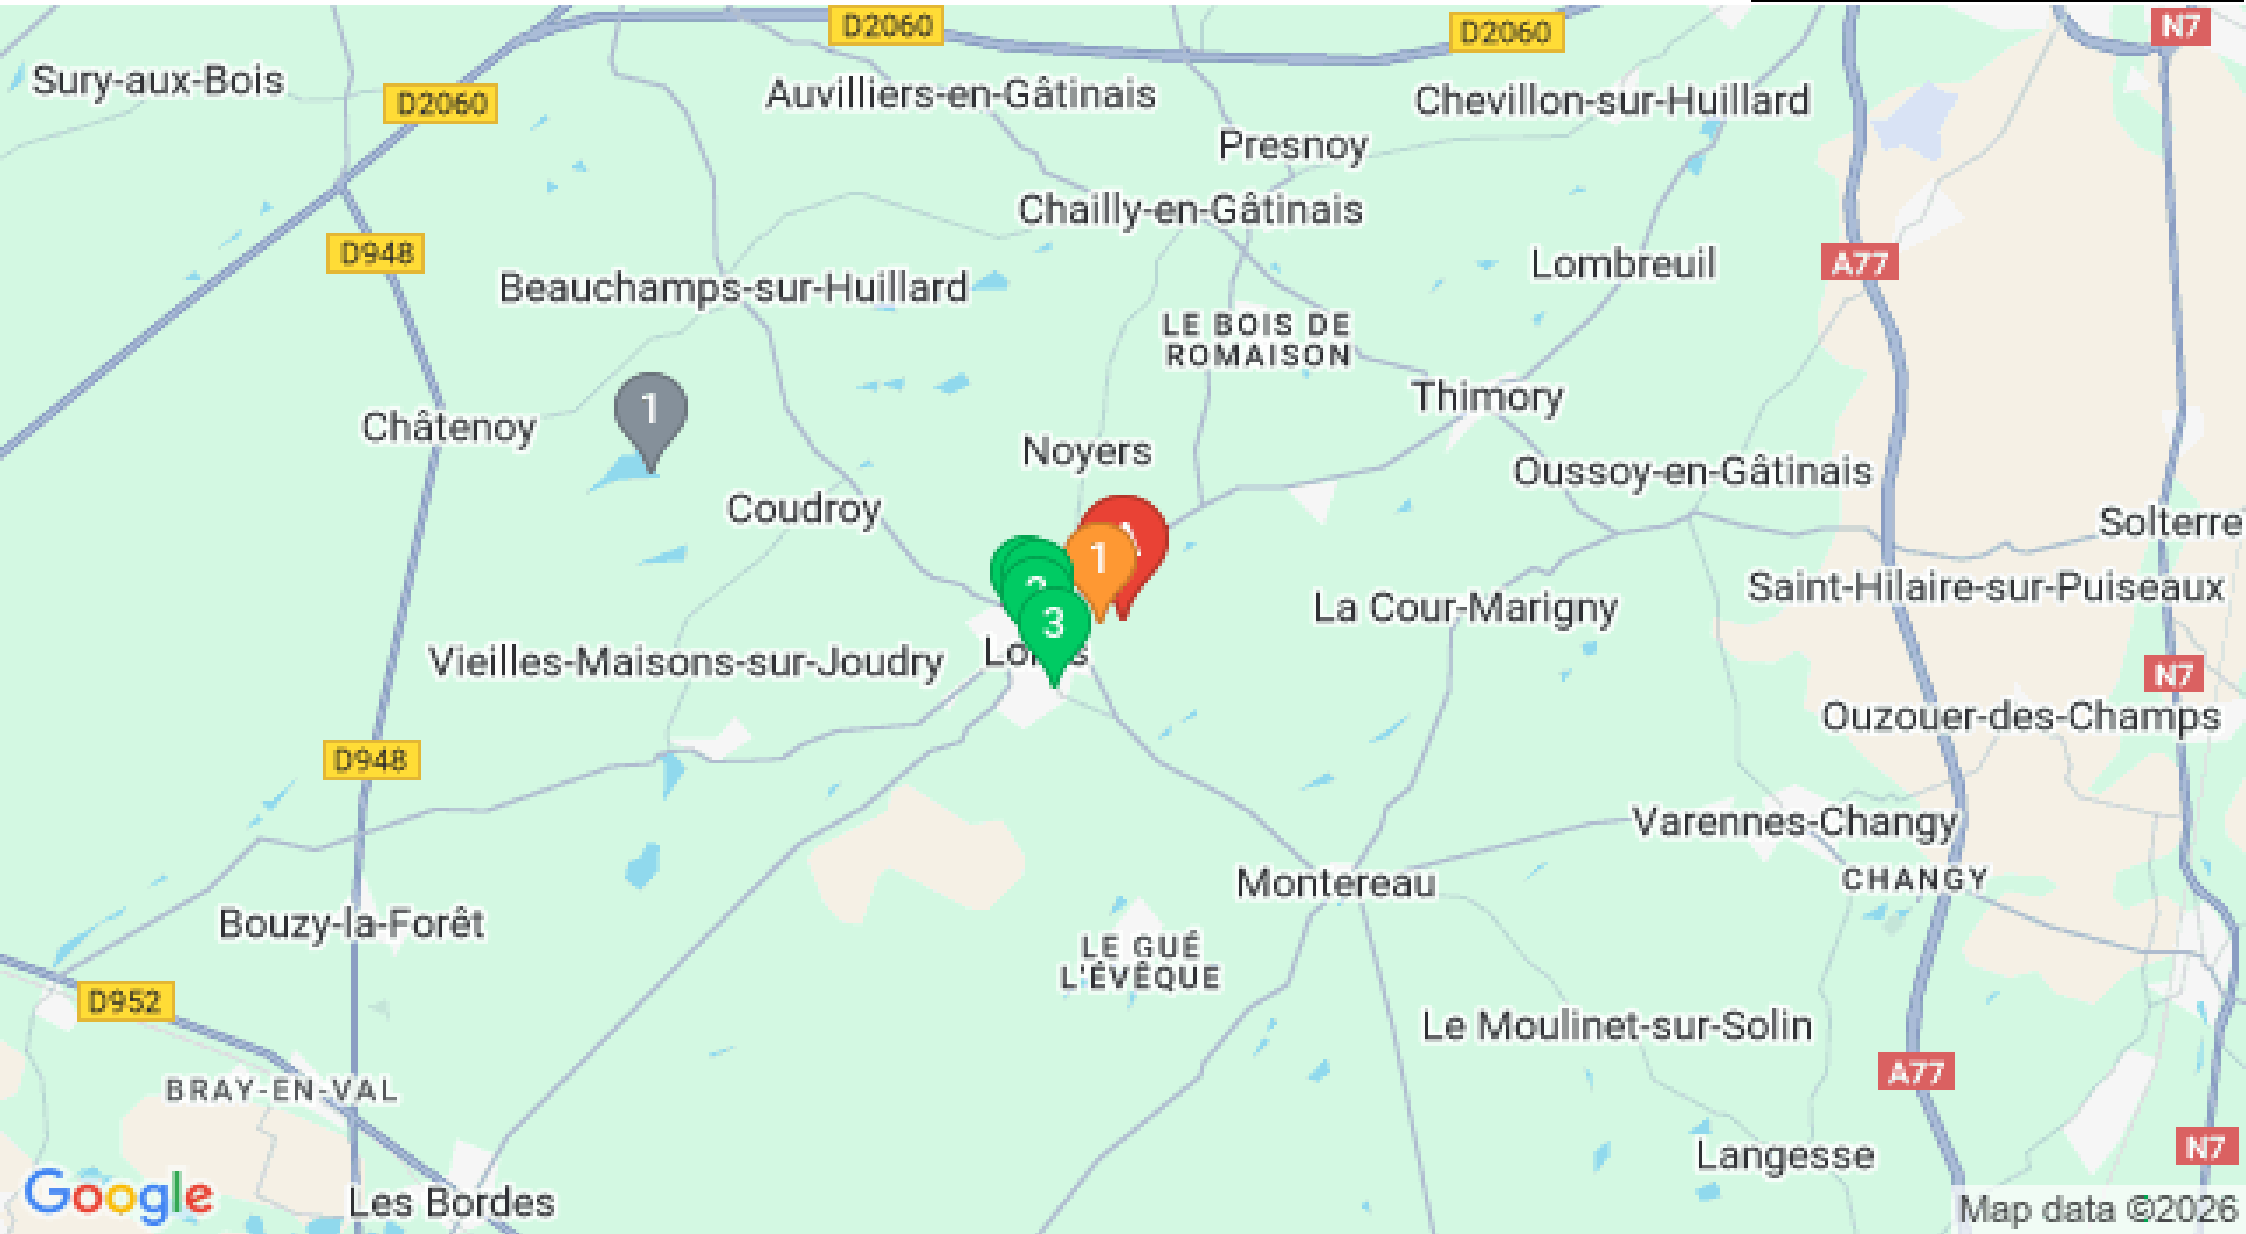 D2060
D2060
N7
Sury-aux-Bois
D2060
Auvilliers-en-Gâtinais
Chevillon-sur-Huillard
Presnoy
Chailly-en-Gâtinais
D948
Lombreuil
A77
Beauchamps-sur-Huillard
LE BOIS DE
ROMAISON
Thimory
1
Châtenoy
Noyers
Oussoy-en-Gâtinais
Coudroy
Solterre
1
Saint-Hilaire-sur-Puiseaux
La Cour-Marigny
3
Vieilles-Maisons-sur-Joudry
N7
Ouzouer-des-Champs
D948
Varennes-Changy
CHANGY
Montereau
Bouzy-la-Forêt
LE GUÉ
L'ÉVÊQUE
D952
Le Moulinet-sur-Solin
A77
BRAY-EN-VAL
N7
Langesse
Google
Les Bordes
Map data ©2026